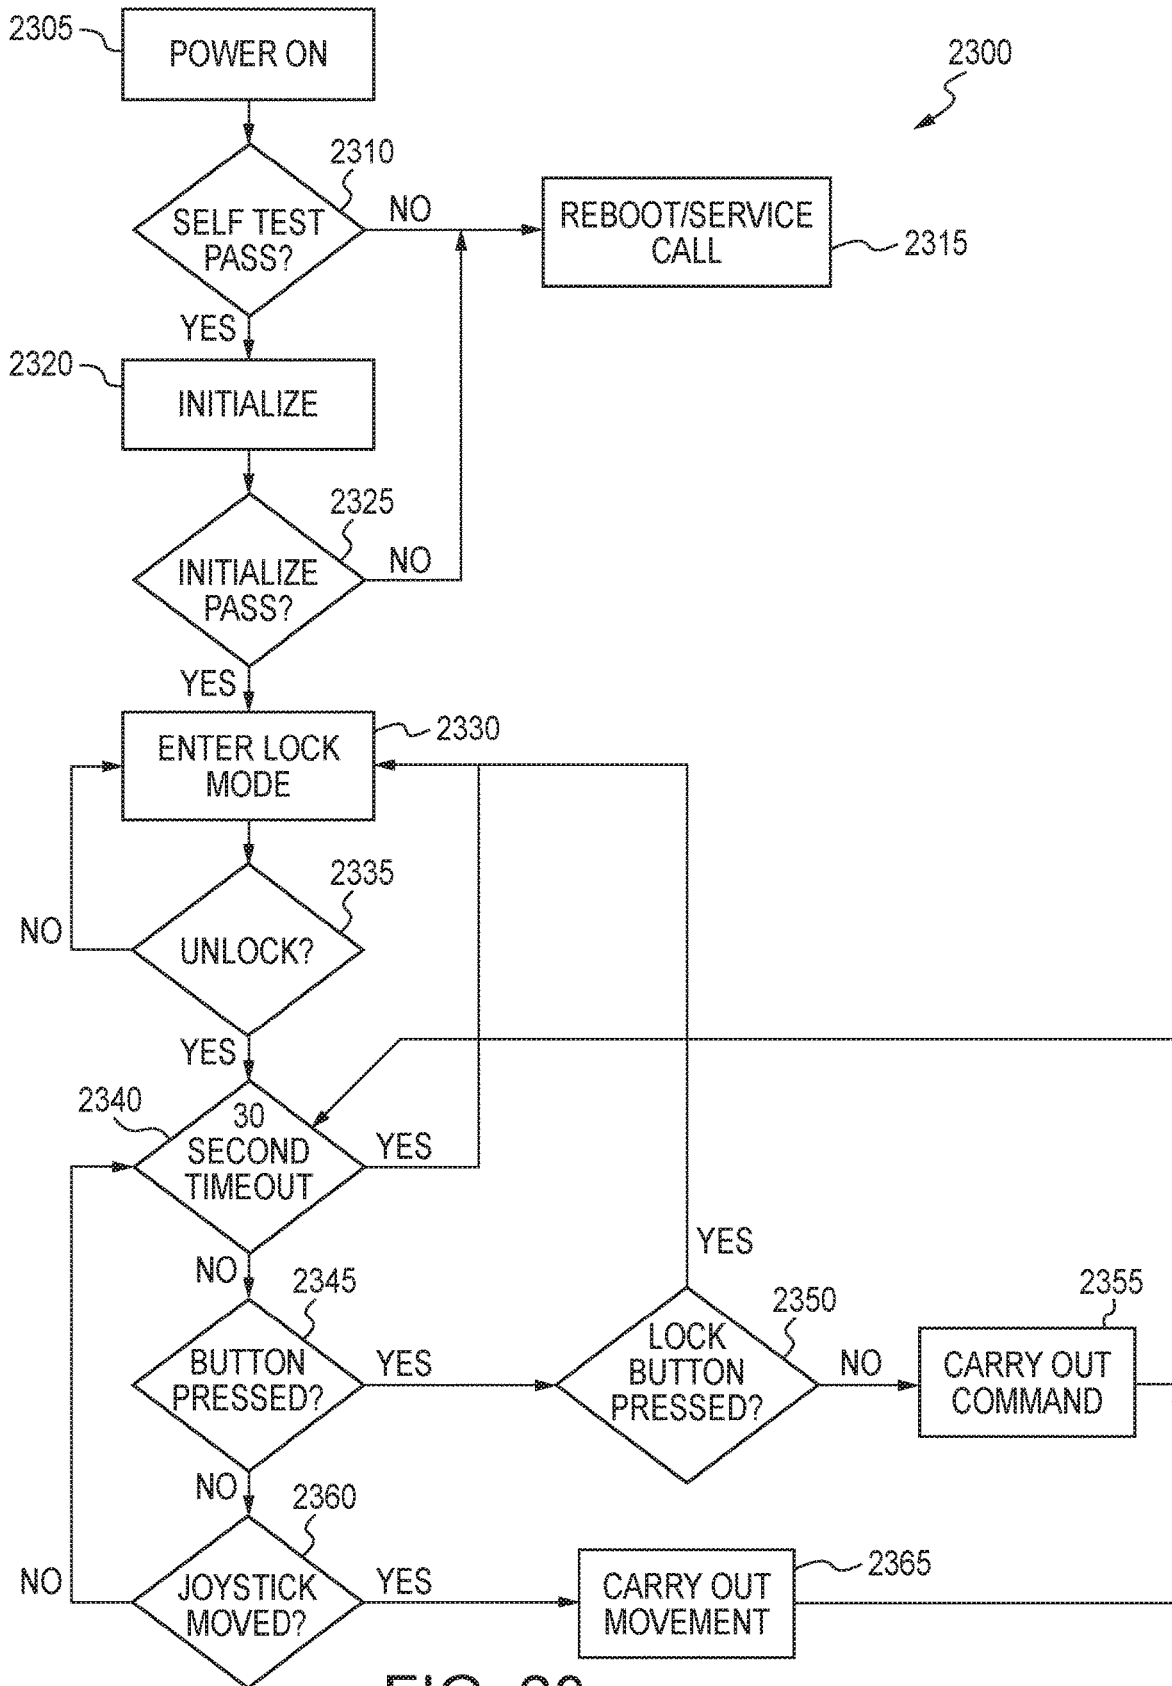 2305
POWER ON
2300
2310
SELF TEST
PASS?
NO
REBOOT/SERVICE
CALL
2315
YES
2320
INITIALIZE
2325
INITIALIZE
PASS?
NO
YES
ENTER LOCK
MODE
2330
2335
UNLOCK?
NO
YES
2340
30
SECOND
TIMEOUT
YES
YES
NO
2345
BUTTON
PRESSED?
YES
2350
LOCK
BUTTON
PRESSED?
NO
2355
CARRY OUT
COMMAND
NO
2360
JOYSTICK
MOVED?
NO
YES
CARRY OUT
MOVEMENT
2365